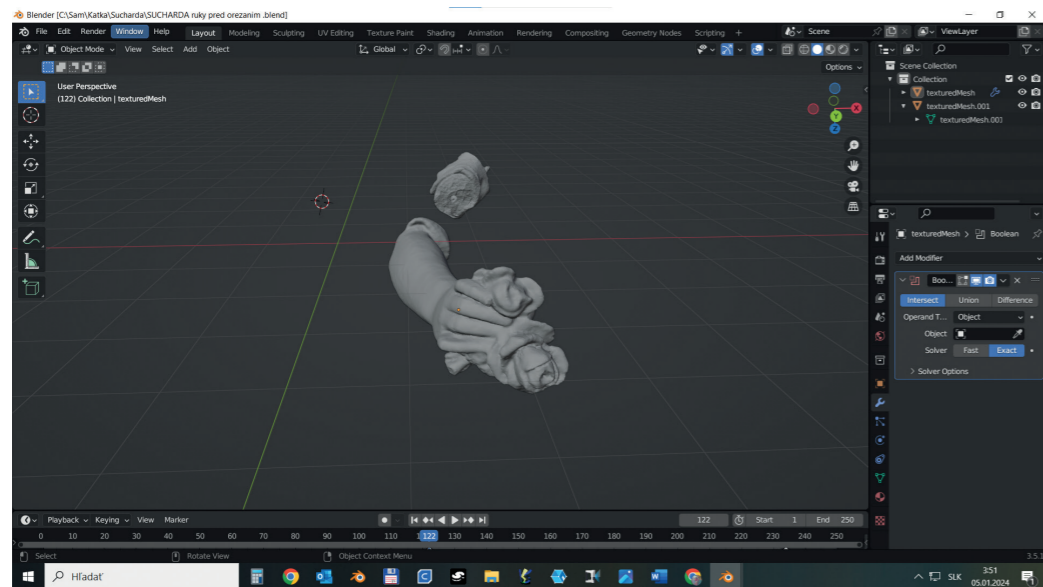 Blender [C:\Sam\Katka\Sucharda\SUCHARDA ruky pred orezanim .blend]
File Edit Render Window Help Layout Modeling Sculpting UV Editing Texture Paint Shading Animation Rendering Compositing Geometry Nodes Scripting + Scene ViewLayer
Object Mode View Select Add Object Global
Options
User Perspective
(122) Collection | texturedMesh
X
Y
Z
Scene Collection
Collection
texturedMesh
texturedMesh.001
texturedMesh.001
texturedMesh > Boolean
Add Modifier
Boo...
Intersect Union Difference
Operand T... Object
Object
Solver Fast Exact
> Solver Options
Playback Keying View Marker 122 Start 1 End 250
0 10 20 30 40 50 60 70 80 90 100 110 122 130 140 150 160 170 180 190 200 210 220 230 240 250
Select Rotate View Object Context Menu 3.5.1
Hľadať SLK 3:51
05.01.2024